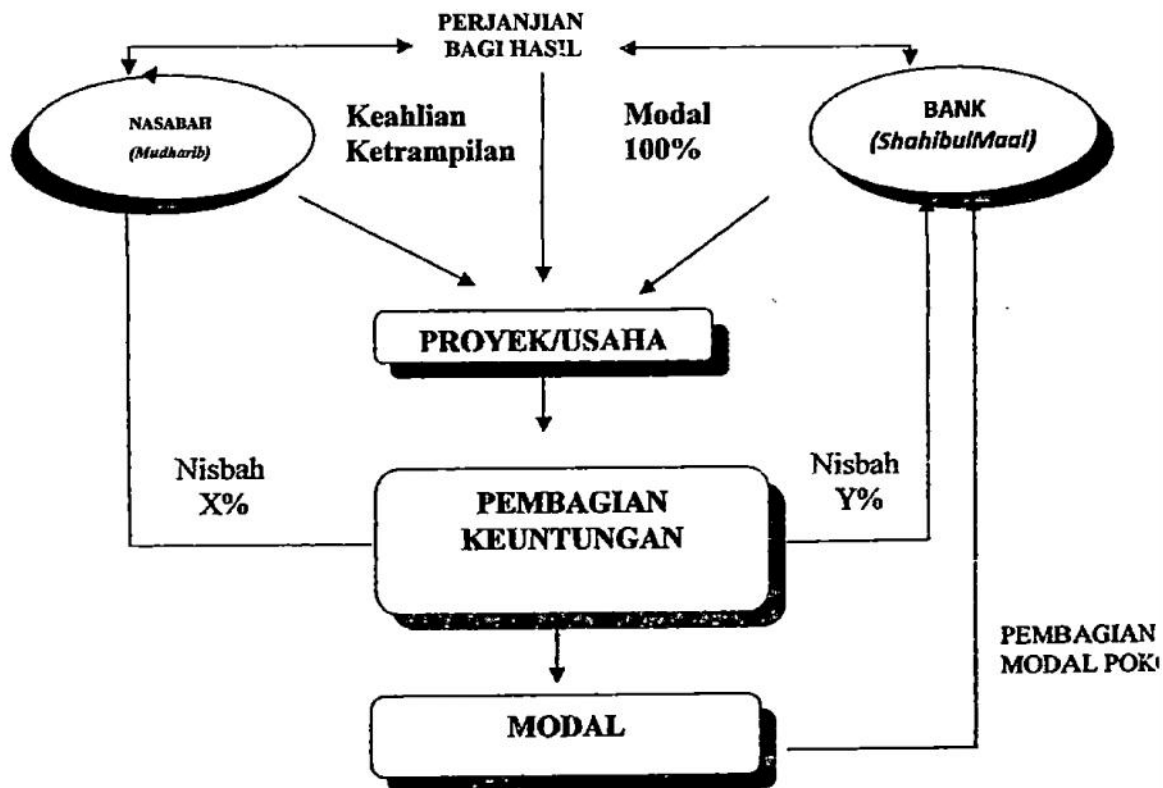 PERJANJIAN
BAGI HASIL
NASABAH
(Mudharib)
Keahlian
Ketrampilan
Modal
100%
BANK
(ShahibulMaal)
PROYEK/USAHA
Nisbah
X%
PEMBAGIAN
KEUNTUNGAN
Nisbah
Y%
PEMBAGIAN
MODAL POK
MODAL